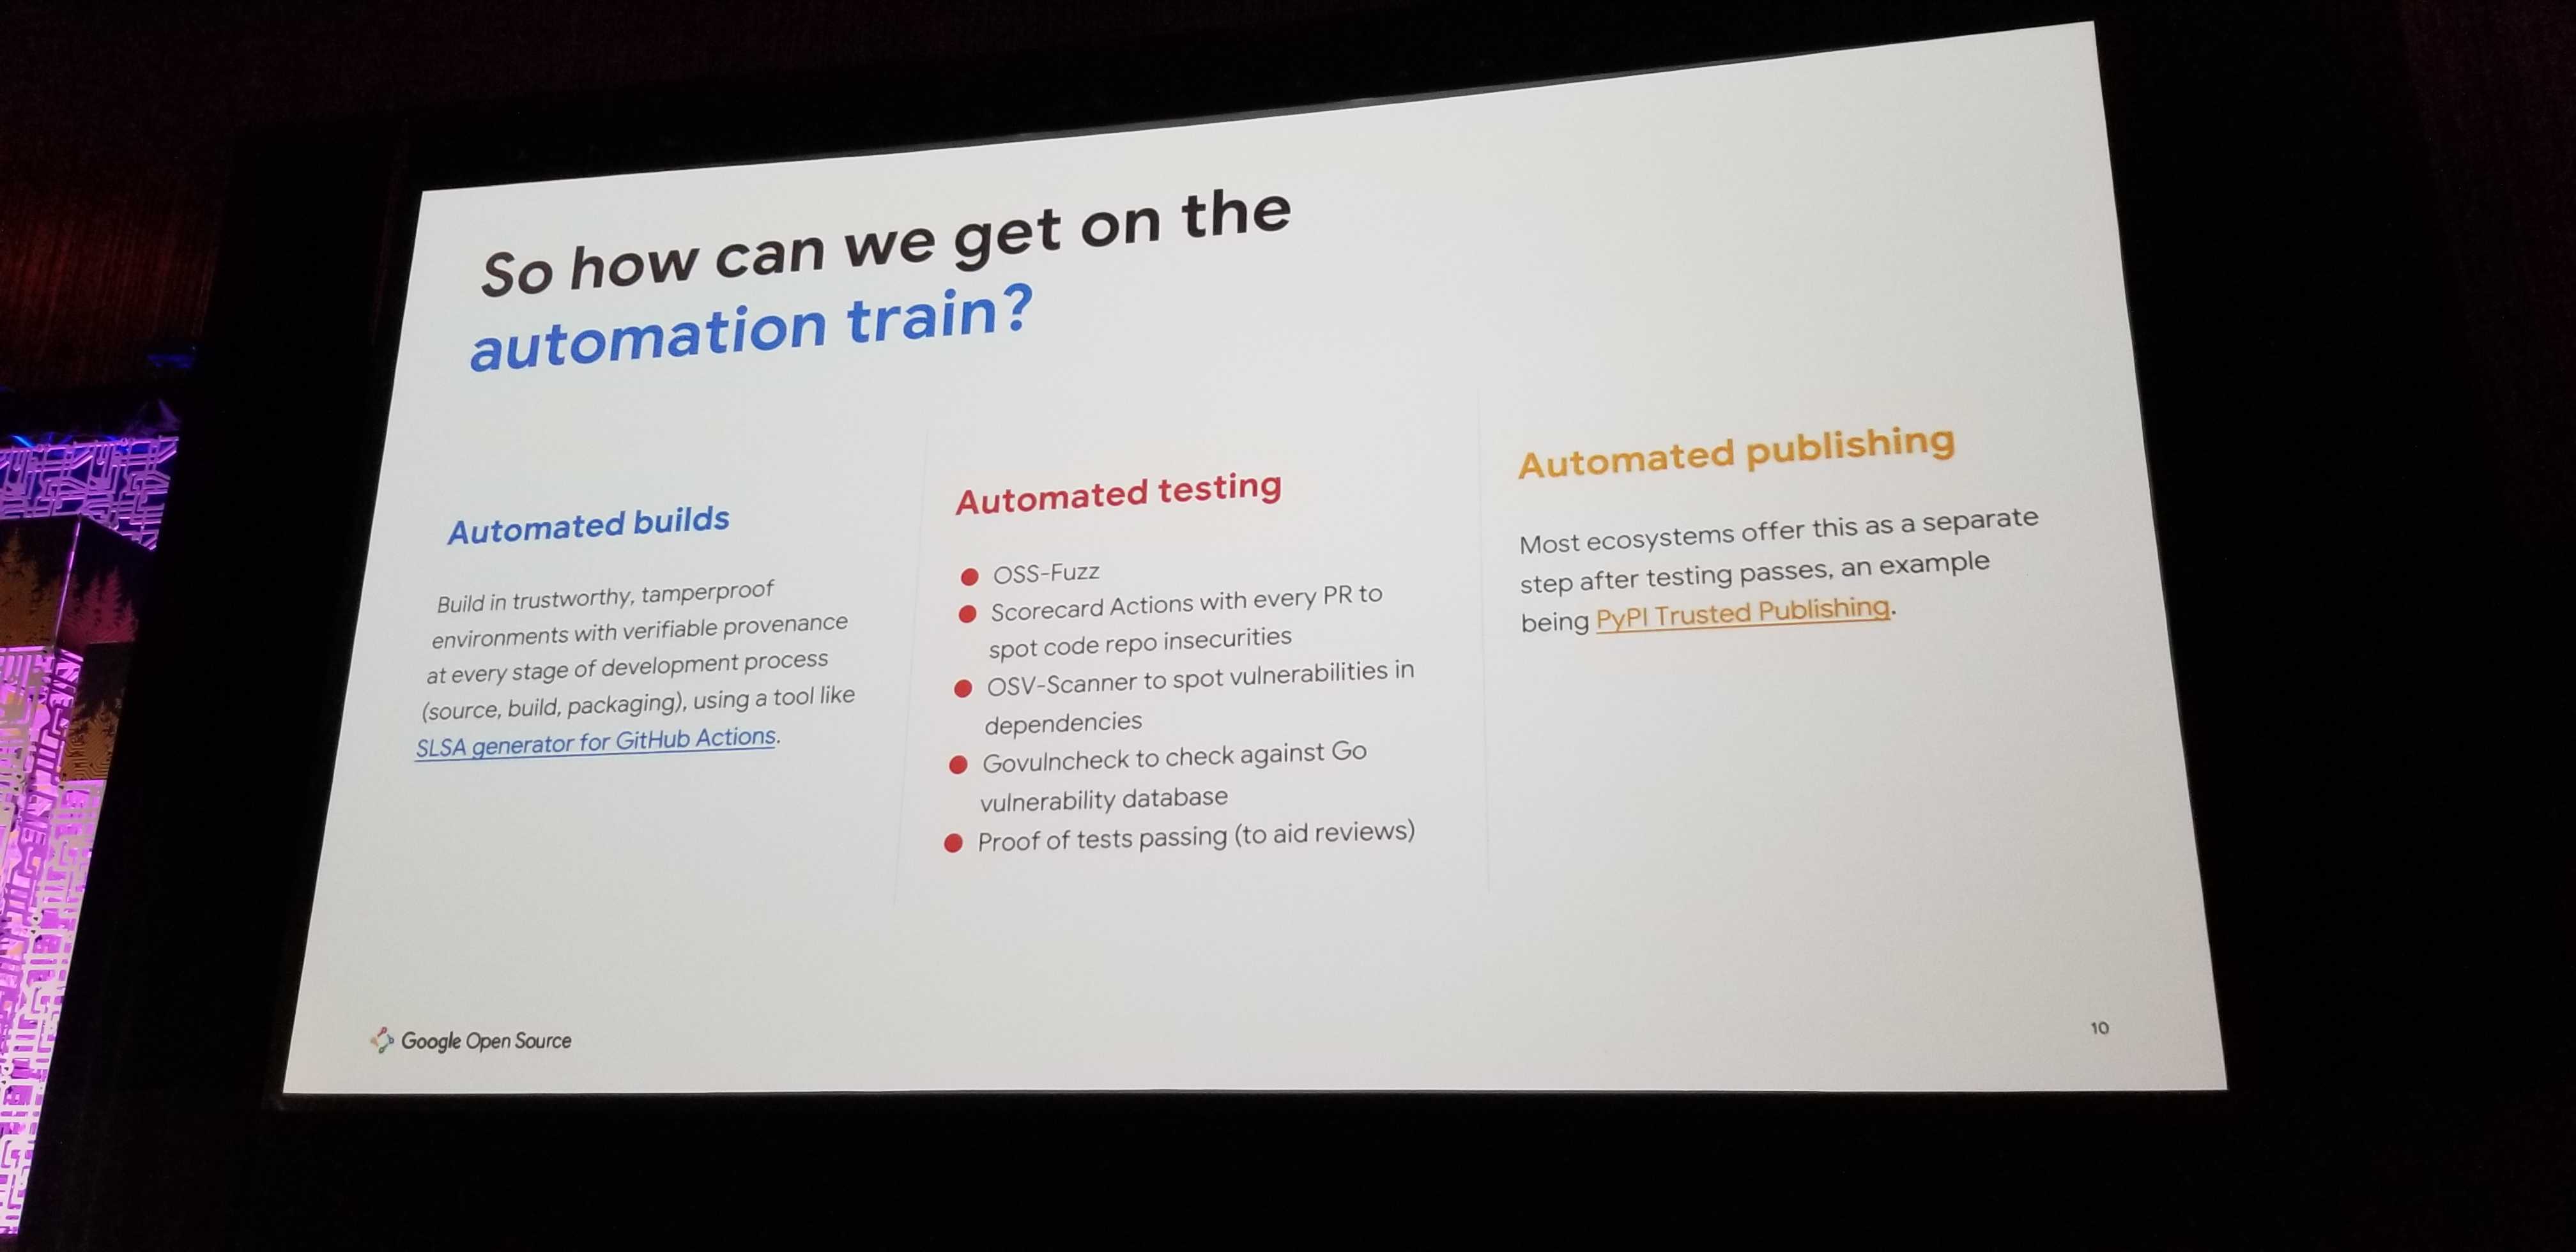 So how can we get on the
automation train?
Automated builds
Build in trustworthy, tamperproof
environments with verifiable provenance
at every stage of development process
(source, build, packaging), using a tool like
SLSA generator for GitHub Actions.
Automated testing
OSS-Fuzz
Scorecard Actions with every PR to
spot code repo insecurities
OSV-Scanner to spot vulnerabilities in
dependencies
Govulncheck to check against Go
vulnerability database
Proof of tests passing (to aid reviews)
Automated publishing
Most ecosystems offer this as a separate
step after testing passes, an example
being PyPI Trusted Publishing.
Google Open Source
10